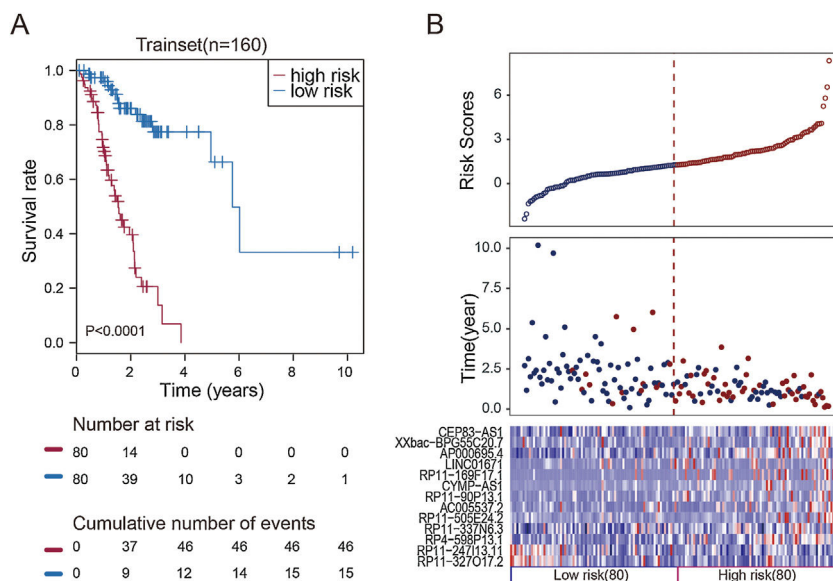 A
Trainset(n=160)
high risk
low risk
Survival rate
1.0
0.8
0.6
0.4
0.2
0.0
P<0.0001
0 2 4 6 8 10
Time (years)
Number at risk
80 14 0 0 0 0
80 39 10 3 2 1
Cumulative number of events
0 37 46 46 46 46
0 9 12 14 15 15
B
Risk Scores
6
3
0
Time(year)
10.0
7.5
5.0
2.5
0.0
CEP83-AS1
XXbac-BPG55C20.7
AP000695.4
LINC01671
RP11-169F17.1
CYMP-AS1
RP11-90P13.1
AC005537.2
RP11-505E24.2
RP11-337N6.3
RP4-598P13.1
RP11-247I13.11
RP11-327O17.2
Low risk(80) High risk(80)